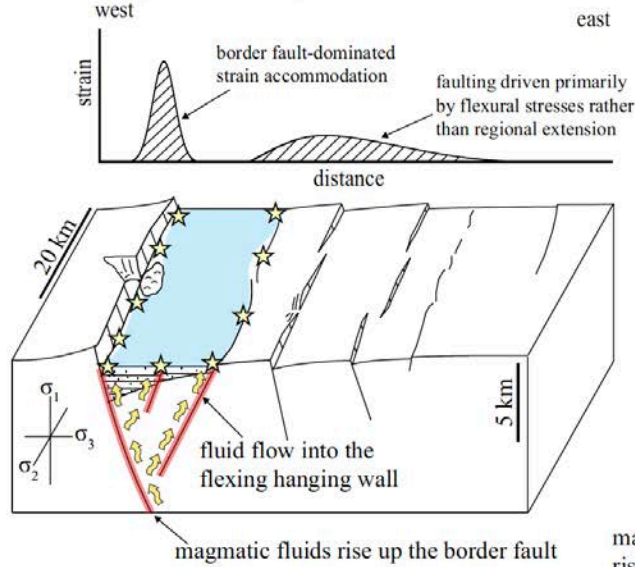 west
east
border fault-dominated
strain accommodation
faulting driven primarily
by flexural stresses rather
than regional extension
strain
distance
20 km
5 km
σ1
σ3
σ2
fluid flow into the
flexing hanging wall
magmatic fluids rise up the border fault